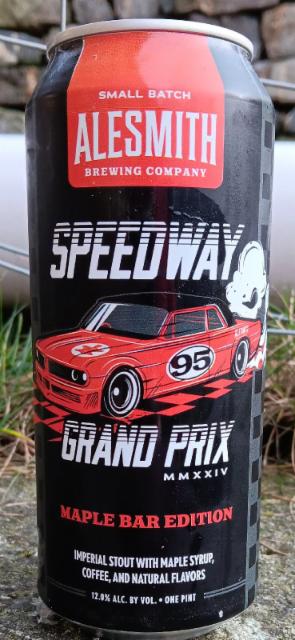 SMALL BATCH
ALESMITH
BREWING COMPANY
SPEEDWAY
95
GRAND PRIX
MMXXIV
MAPLE BAR EDITION
IMPERIAL STOUT WITH MAPLE SYRUP,
COFFEE, AND NATURAL FLAVORS
12.0% ALC. BY VOL. • ONE PINT